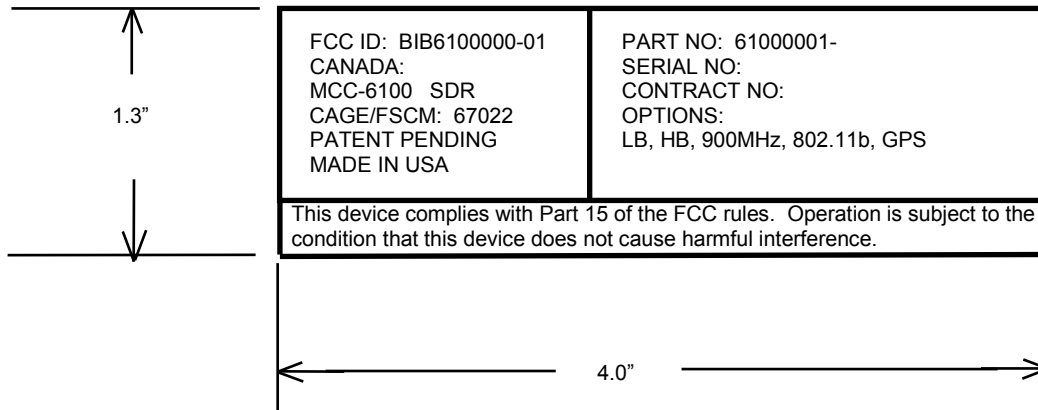 1.3”
FCC ID: BIB6100000-01
CANADA:
MCC-6100 SDR
CAGE/FSCM: 67022
PATENT PENDING
MADE IN USA
PART NO: 61000001-
SERIAL NO:
CONTRACT NO:
OPTIONS:
LB, HB, 900MHz, 802.11b, GPS
This device complies with Part 15 of the FCC rules. Operation is subject to the
condition that this device does not cause harmful interference.
4.0”